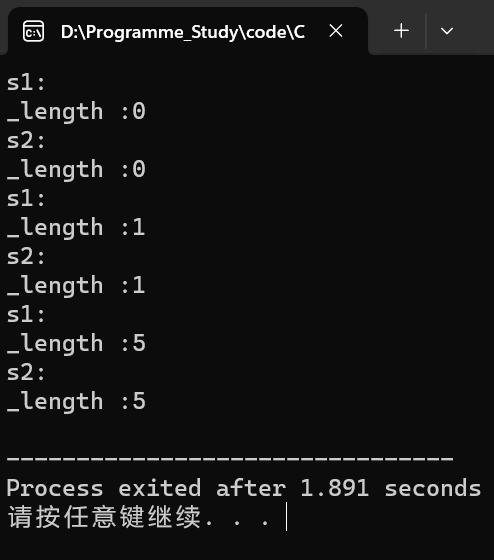 D:\Programme_Study\code\C
s1:
_length :0
s2:
_length :0
s1:
_length :1
s2:
_length :1
s1:
_length :5
s2:
_length :5
--------------------------------
Process exited after 1.891 seconds
请按任意键继续. . .